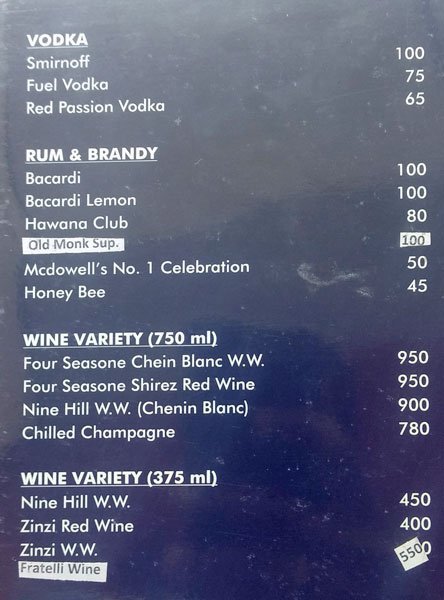 VODKA
Smirnoff 100
Fuel Vodka 75
Red Passion Vodka 65
RUM & BRANDY
Bacardi 100
Bacardi Lemon 100
Hawana Club 80
Old Monk Sup. 100
Mcdowell's No. 1 Celebration 50
Honey Bee 45
WINE VARIETY (750 ml)
Four Seasone Chein Blanc W.W. 950
Four Seasone Shirez Red Wine 950
Nine Hill W.W. (Chenin Blanc) 900
Chilled Champagne 780
WINE VARIETY (375 ml)
Nine Hill W.W. 450
Zinzi Red Wine 400
Zinzi W.W.
Fratelli Wine 550